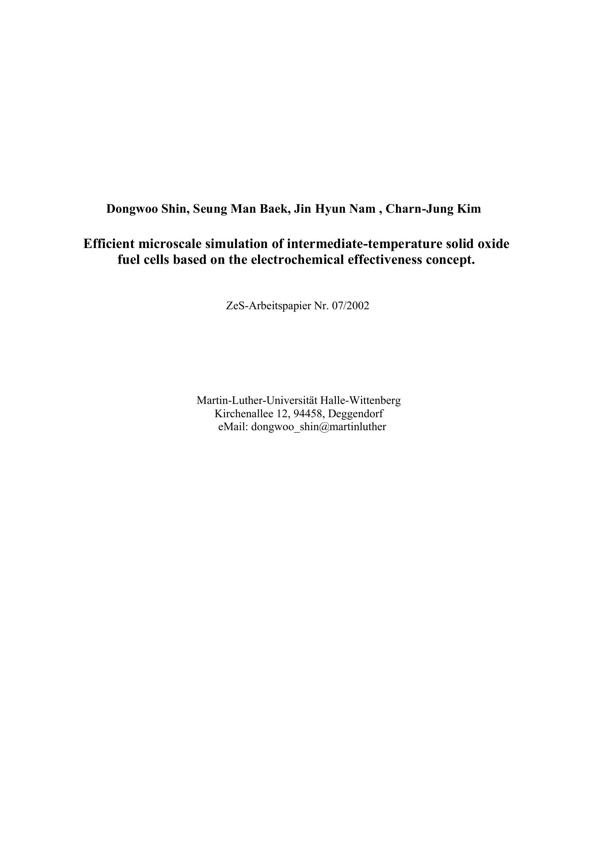 Dongwoo Shin, Seung Man Baek, Jin Hyun Nam , Charn-Jung Kim
Efficient microscale simulation of intermediate-temperature solid oxide
fuel cells based on the electrochemical effectiveness concept.
ZeS-Arbeitspapier Nr. 07/2002
Martin-Luther-Universität Halle-Wittenberg
Kirchenallee 12, 94458, Deggendorf
eMail: dongwoo_shin@martinluther